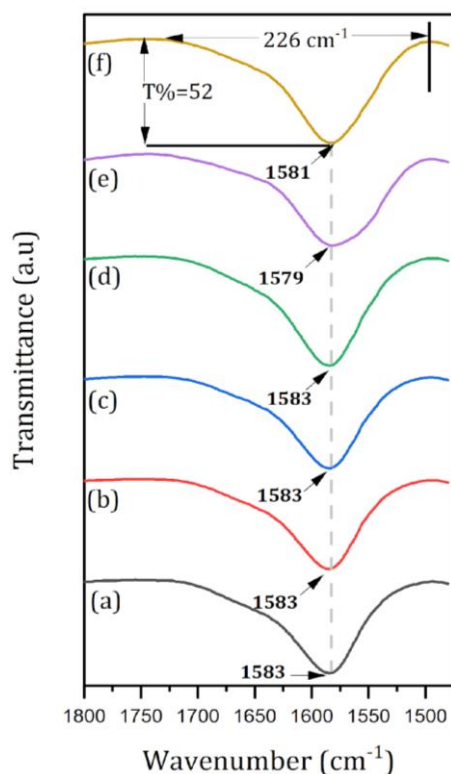 226 cm⁻¹
(f)
T%=52
1581
(e)
1579
(d)
1583
(c)
1583
(b)
1583
(a)
1583
Transmittance (a.u)
1800 1750 1700 1650 1600 1550 1500
Wavenumber (cm⁻¹)